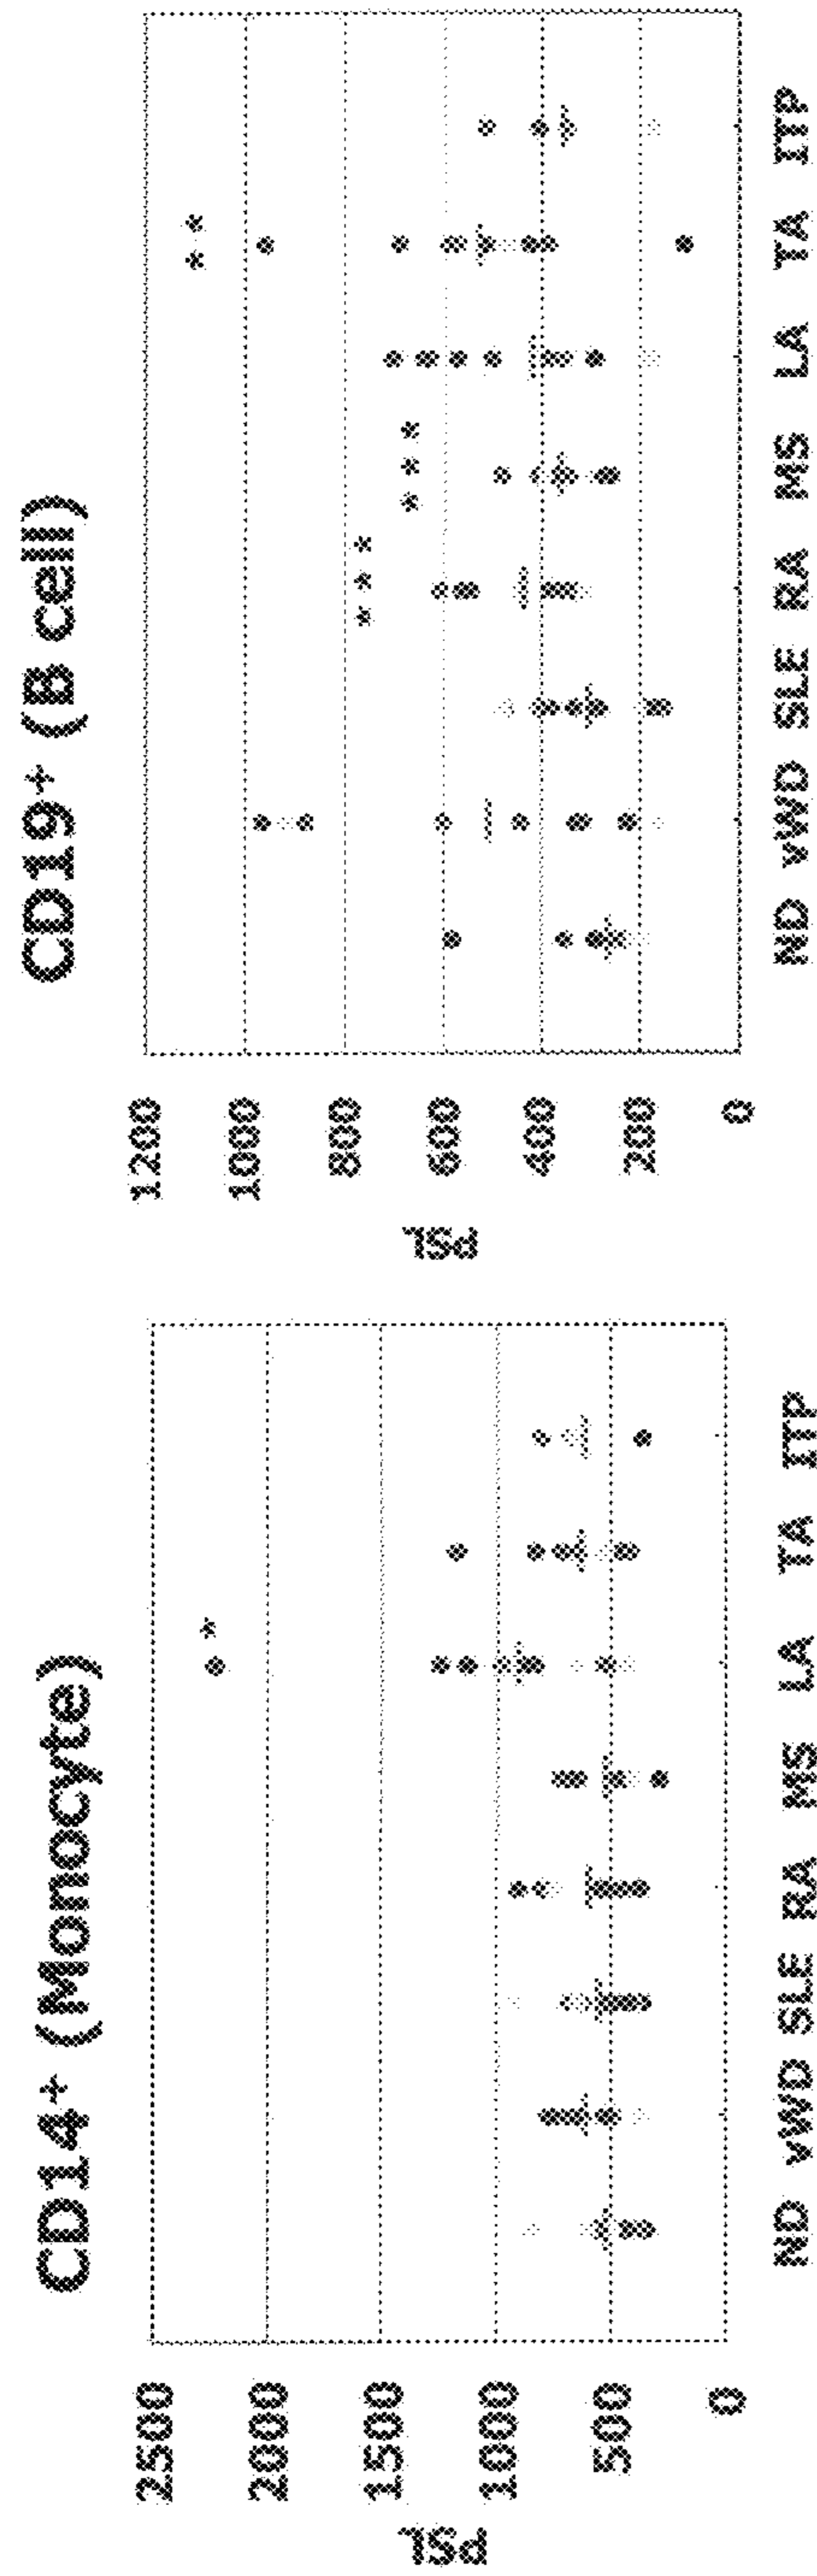 CD14+ (Monocyte)
PSL
2500
2000
1500
1000
500
0
*
ND vWD SLE RA MS LA TA ITP
CD19+ (B cell)
PSL
1200
1000
800
600
400
200
0
* * *
* * *
* *
ND vWD SLE RA MS LA TA ITP